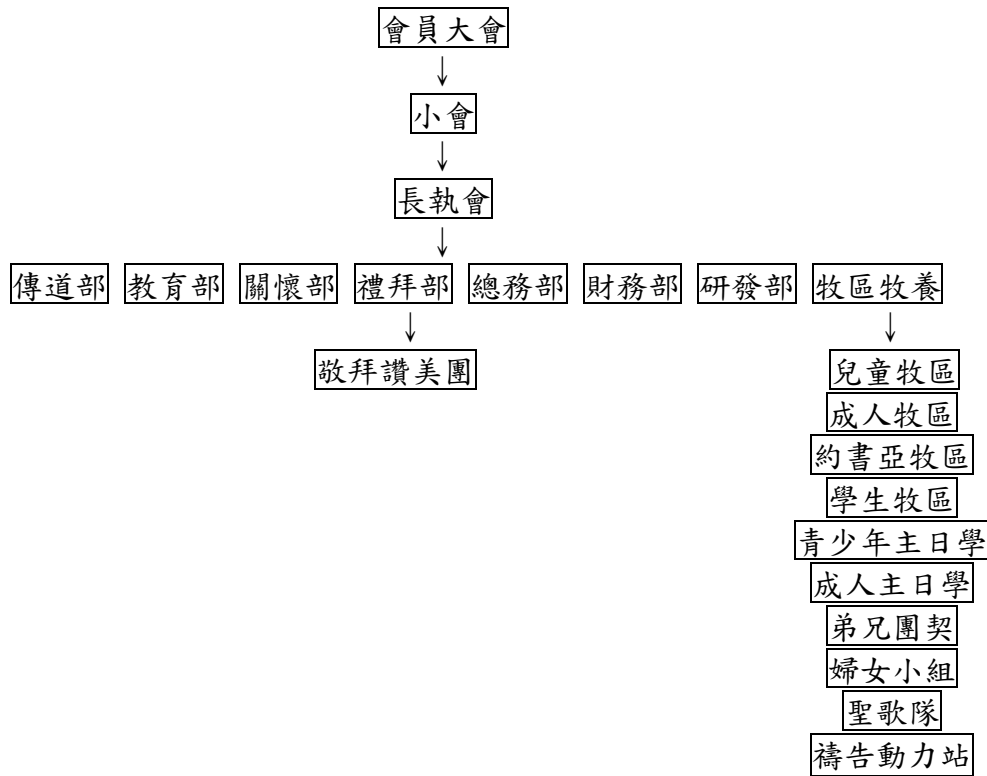 會員大會
↓
小會
↓
長執會
↓
傳道部 教育部 關懷部 禮拜部 總務部 財務部 研發部 牧區牧養
↓ ↓
敬拜讚美團 兒童牧區
成人牧區
約書亞牧區
學生牧區
青少年主日學
成人主日學
弟兄團契
婦女小組
聖歌隊
禱告動力站